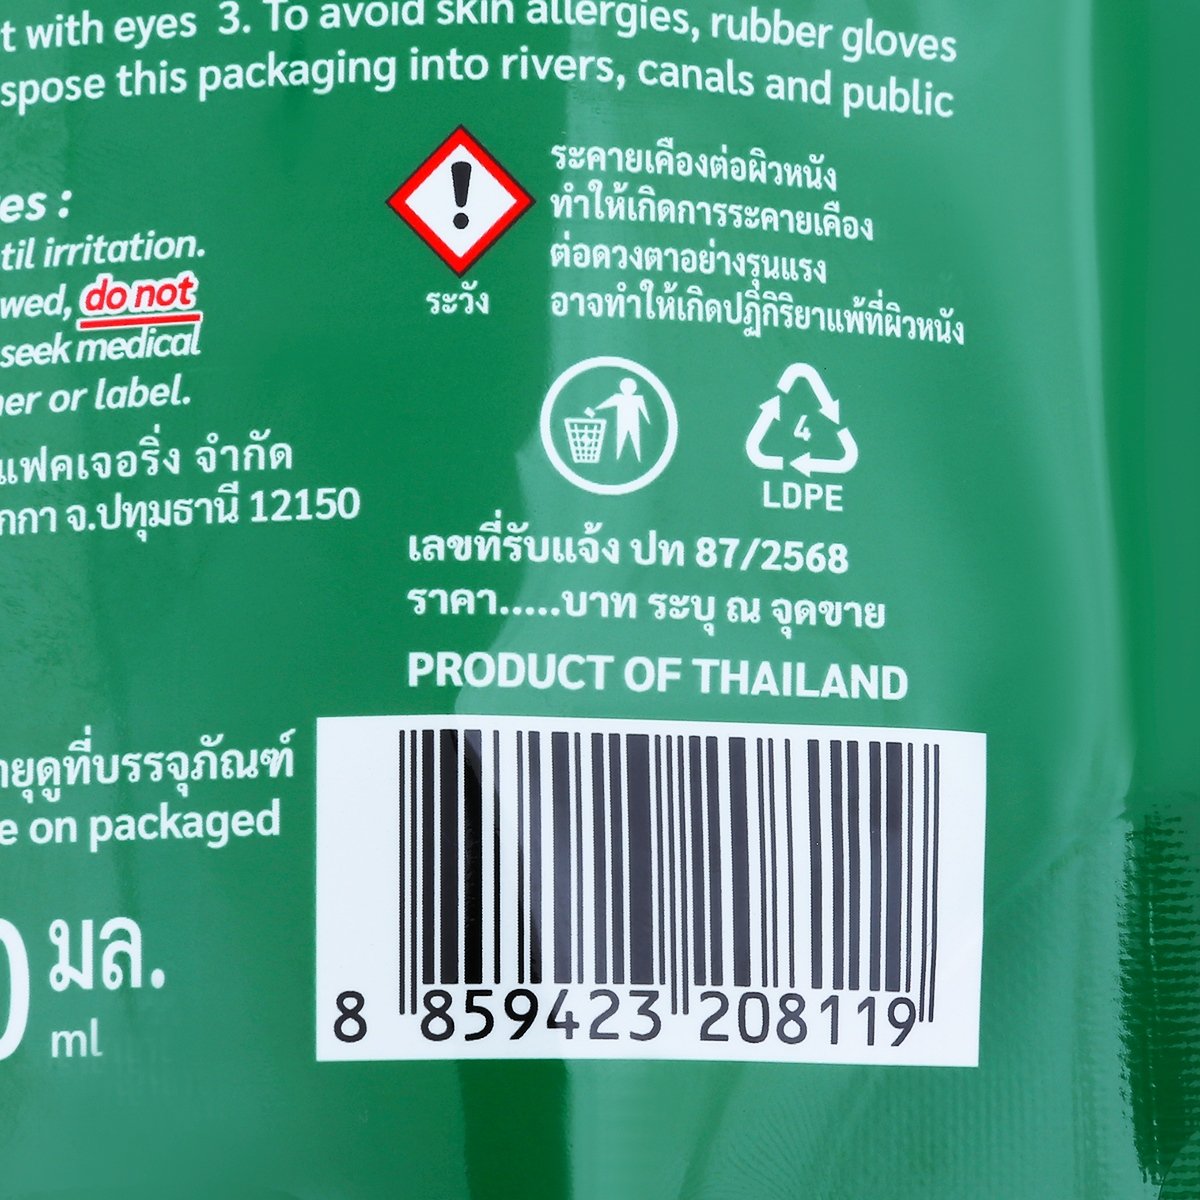 t with eyes 3. To avoid skin allergies, rubber gloves
spose this packaging into rivers, canals and public
es :
til irritation.
wed, do not
seek medical
er or label.
ระวัง
ระคายเคืองต่อผิวหนัง
ทำให้เกิดการระคายเคือง
ต่อดวงตาอย่างรุนแรง
อาจทำให้เกิดปฏิกิริยาแพ้ที่ผิวหนัง
4
LDPE
แฟคเจอริ่ง จำกัด
กกา จ.ปทุมธานี 12150
เลขที่รับแจ้ง ปท 87/2568
ราคา.....บาท ระบุ ณ จุดขาย
PRODUCT OF THAILAND
ายุดูที่บรรจุภัณฑ์
e on packaged
0 มล.
ml
8 859423 208119